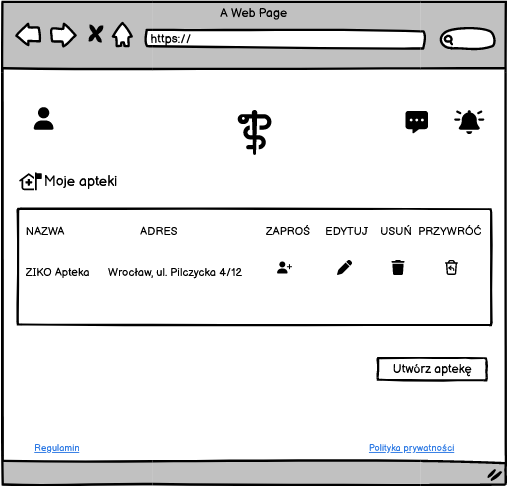 A Web Page
https://
Moje apteki
NAZWA ADRES ZAPROŚ EDYTUJ USUŃ PRZYWRÓĆ
ZIKO Apteka Wrocław, ul. Pilczycka 4/12
Utwórz aptekę
Regulamin Polityka prywatności